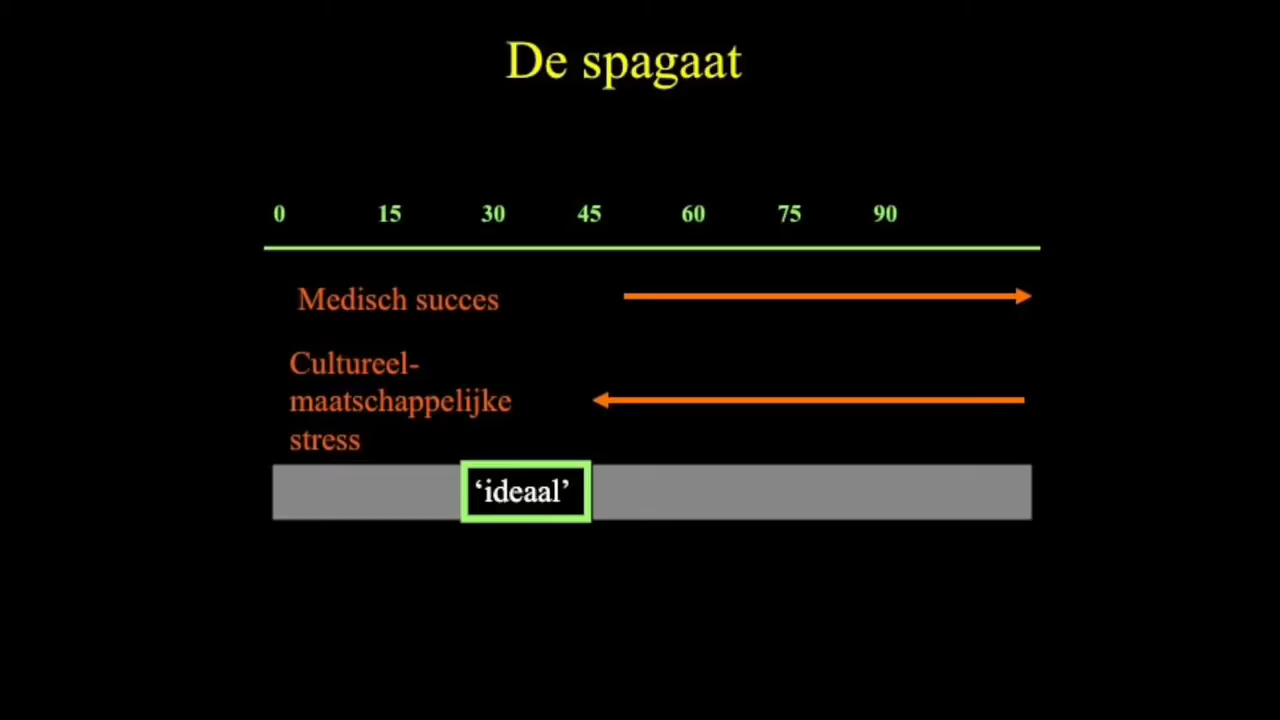 De spagaat
0 15 30 45 60 75 90
Medisch succes
Cultureel-
maatschappelijke
stress
‘ideaal’